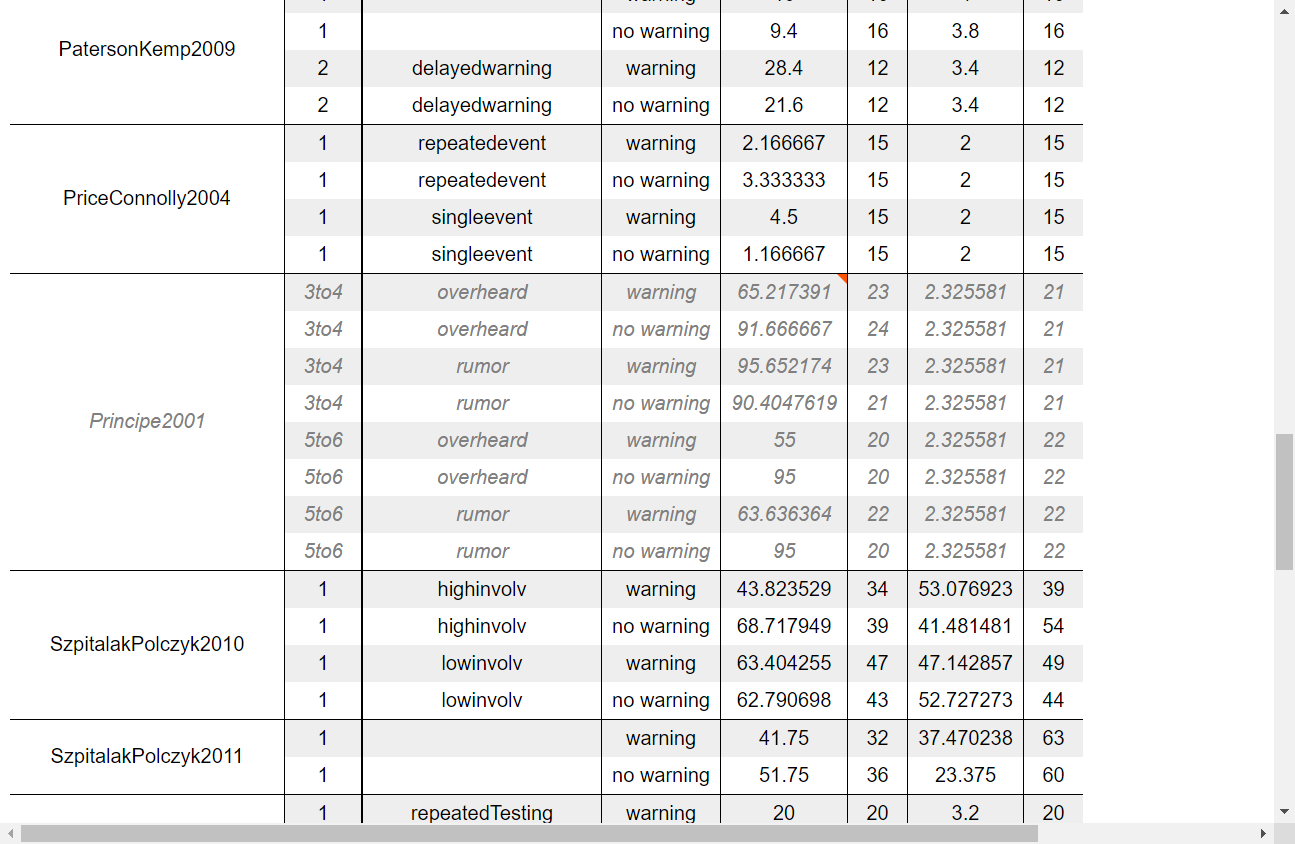 1 no warning 9.4 16 3.8 16
PatersonKemp2009
2 delayedwarning warning 28.4 12 3.4 12
2 delayedwarning no warning 21.6 12 3.4 12
1 repeatedevent warning 2.166667 15 2 15
1 repeatedevent no warning 3.333333 15 2 15
PriceConnolly2004
1 singleevent warning 4.5 15 2 15
1 singleevent no warning 1.166667 15 2 15
3to4 overheard warning 65.217391 23 2.325581 21
3to4 overheard no warning 91.666667 24 2.325581 21
3to4 rumor warning 95.652174 23 2.325581 21
3to4 rumor no warning 90.4047619 21 2.325581 21
Principe2001
5to6 overheard warning 55 20 2.325581 22
5to6 overheard no warning 95 20 2.325581 22
5to6 rumor warning 63.636364 22 2.325581 22
5to6 rumor no warning 95 20 2.325581 22
1 highinvolv warning 43.823529 34 53.076923 39
1 highinvolv no warning 68.717949 39 41.481481 54
SzpitalakPolczyk2010
1 lowinvolv warning 63.404255 47 47.142857 49
1 lowinvolv no warning 62.790698 43 52.727273 44
1 warning 41.75 32 37.470238 63
SzpitalakPolczyk2011
1 no warning 51.75 36 23.375 60
1 repeatedTesting warning 20 20 3.2 20